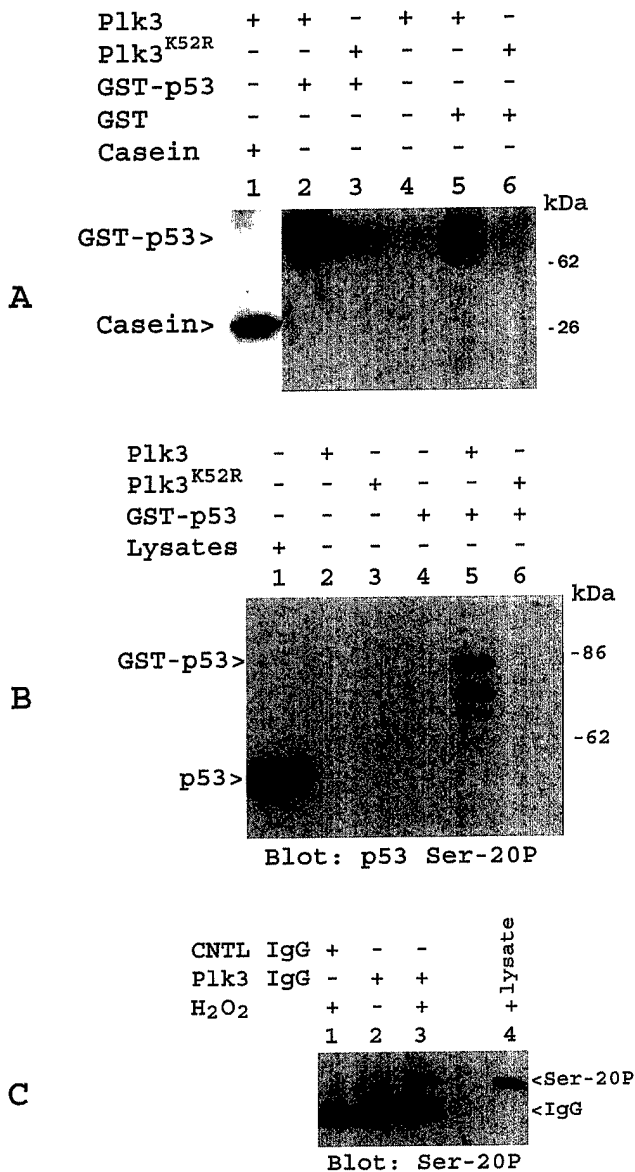 Plk3 + + - + + -
Plk3K52R - - + - - +
GST-p53 - + + - - -
GST - - - - + +
Casein + - - - - -
1 2 3 4 5 6 kDa
GST-p53>
-62
A
Casein> -26
Plk3 - + - - + -
Plk3K52R - - + - - +
GST-p53 - - - + + +
Lysates + - - - - -
1 2 3 4 5 6
kDa
GST-p53> -86
B
-62
p53>
Blot: p53 Ser-20P
CNTL IgG + - - lysate
Plk3 IgG - + +
H2O2 + - + +
1 2 3 4
C
<Ser-20P
<IgG
Blot: Ser-20P